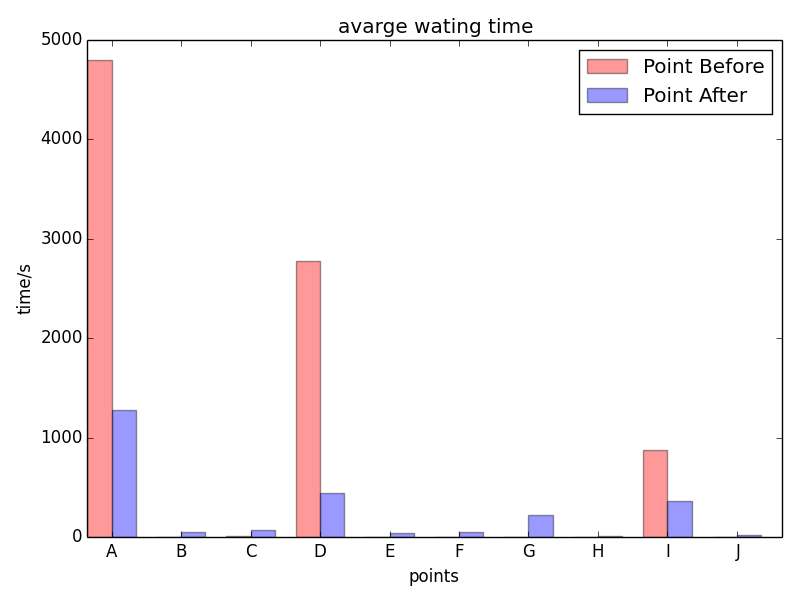 avarge wating time
5000
4000
3000
2000
1000
0
time/s
Point Before
Point After
A B C D E F G H I J
points